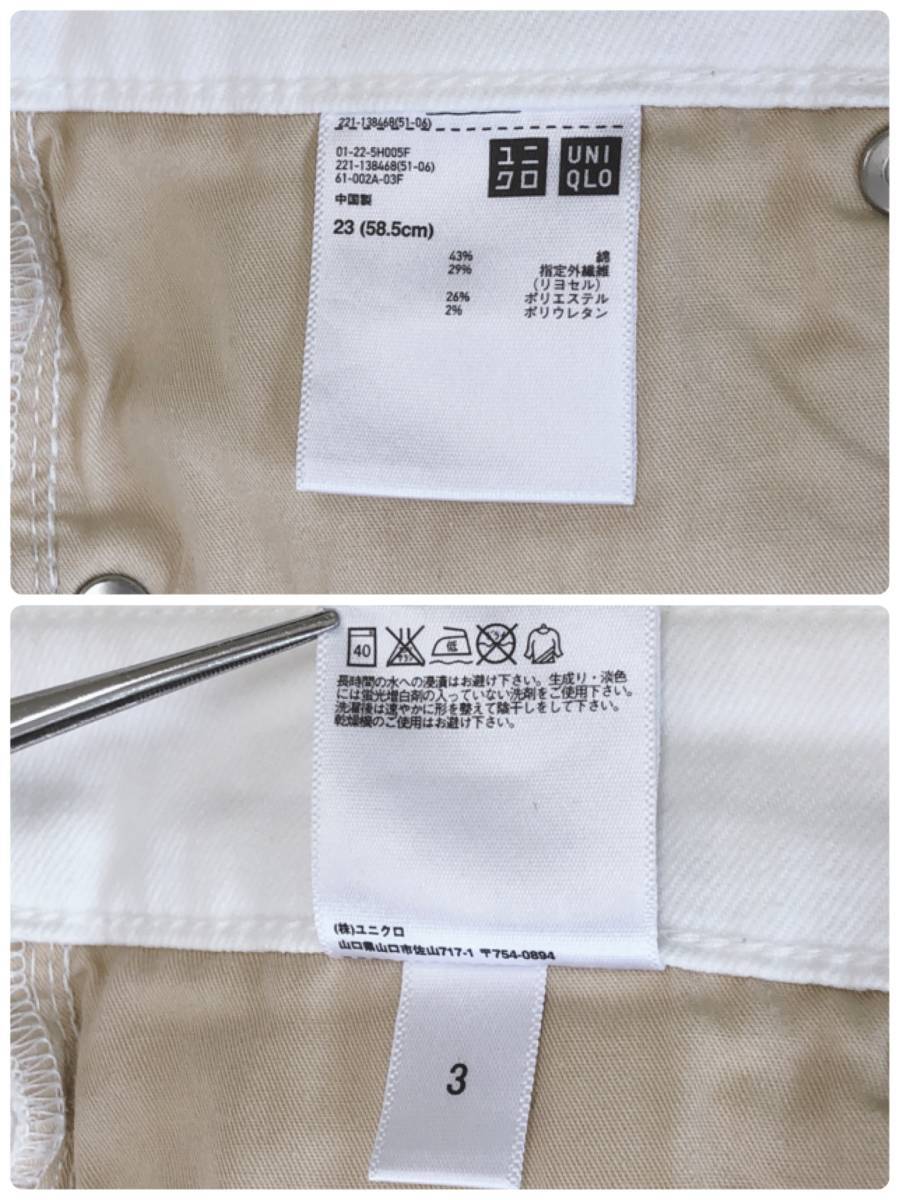 221-138468(51-06)
01-22-5H005F
221-138468(51-06)
61-002A-03F
ユニクロ
UNIQLO
中国製
23 (58.5cm)
43% 綿
29% 指定外繊維
(リヨセル)
26% ポリエステル
2% ポリウレタン
40
低
長時間の水への浸漬はお避け下さい。生成り・淡色
には蛍光増白剤の入っていない洗剤をご使用下さい。
洗濯後は速やかに形を整えて陰干しをして下さい。
乾燥機のご使用はお避け下さい。
(株)ユニクロ
山口県山口市佐山717-1 〒754-0894
3